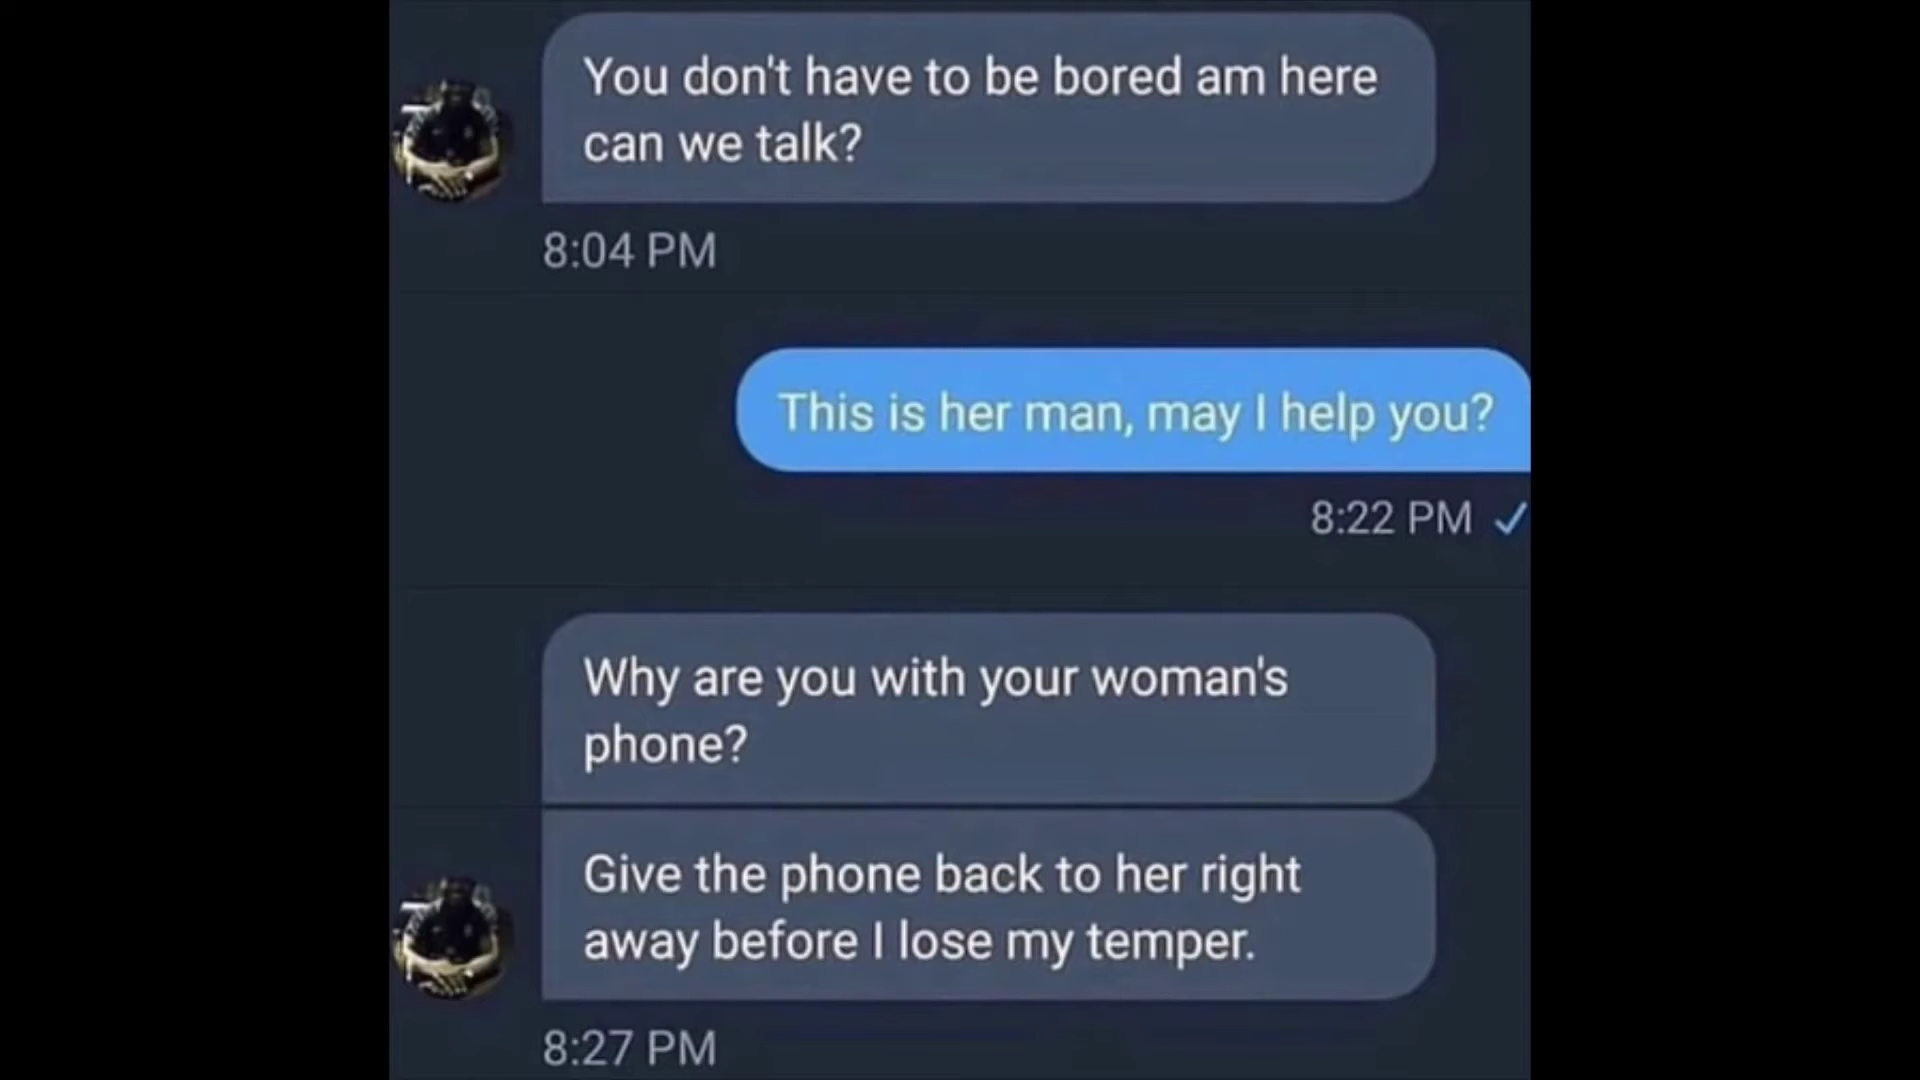 You don't have to be bored am here
can we talk?
8:04 PM
This is her man, may I help you?
8:22 PM
Why are you with your woman's
phone?
Give the phone back to her right
away before I lose my temper.
8:27 PM